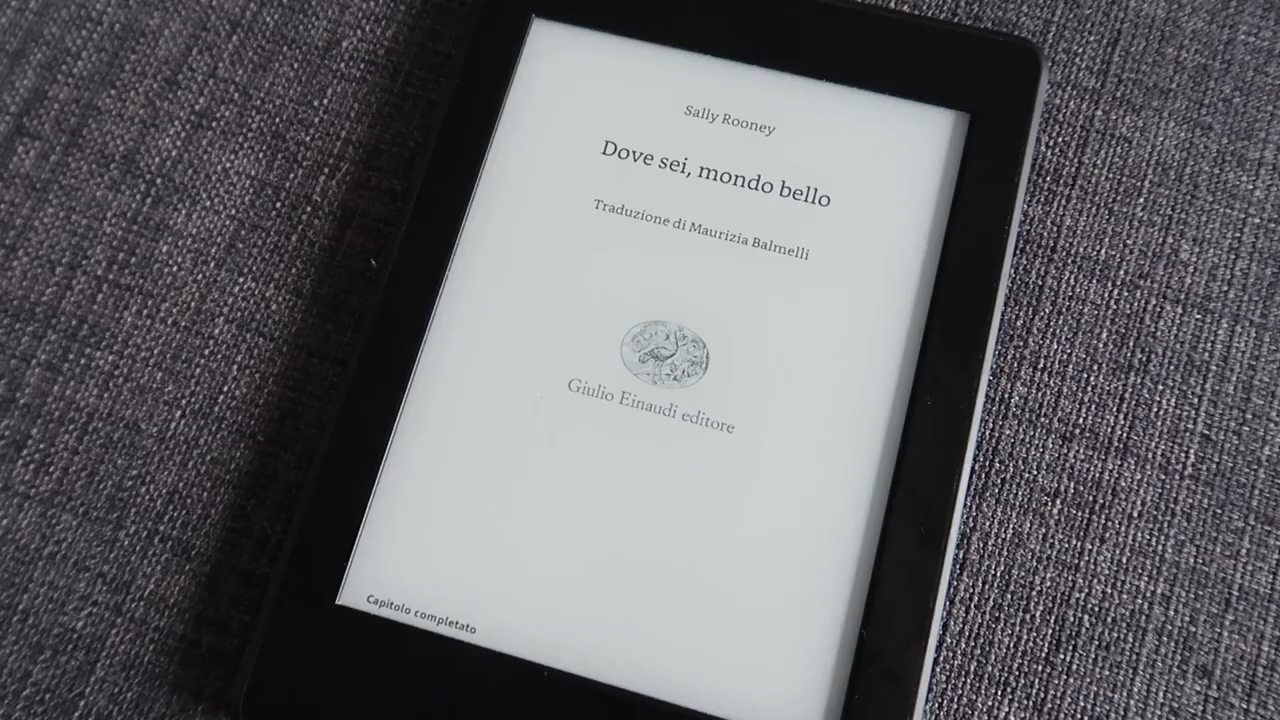 Sally Rooney
Dove sei, mondo bello
Traduzione di Maurizia Balmelli
Giulio Einaudi editore
Capitolo completato